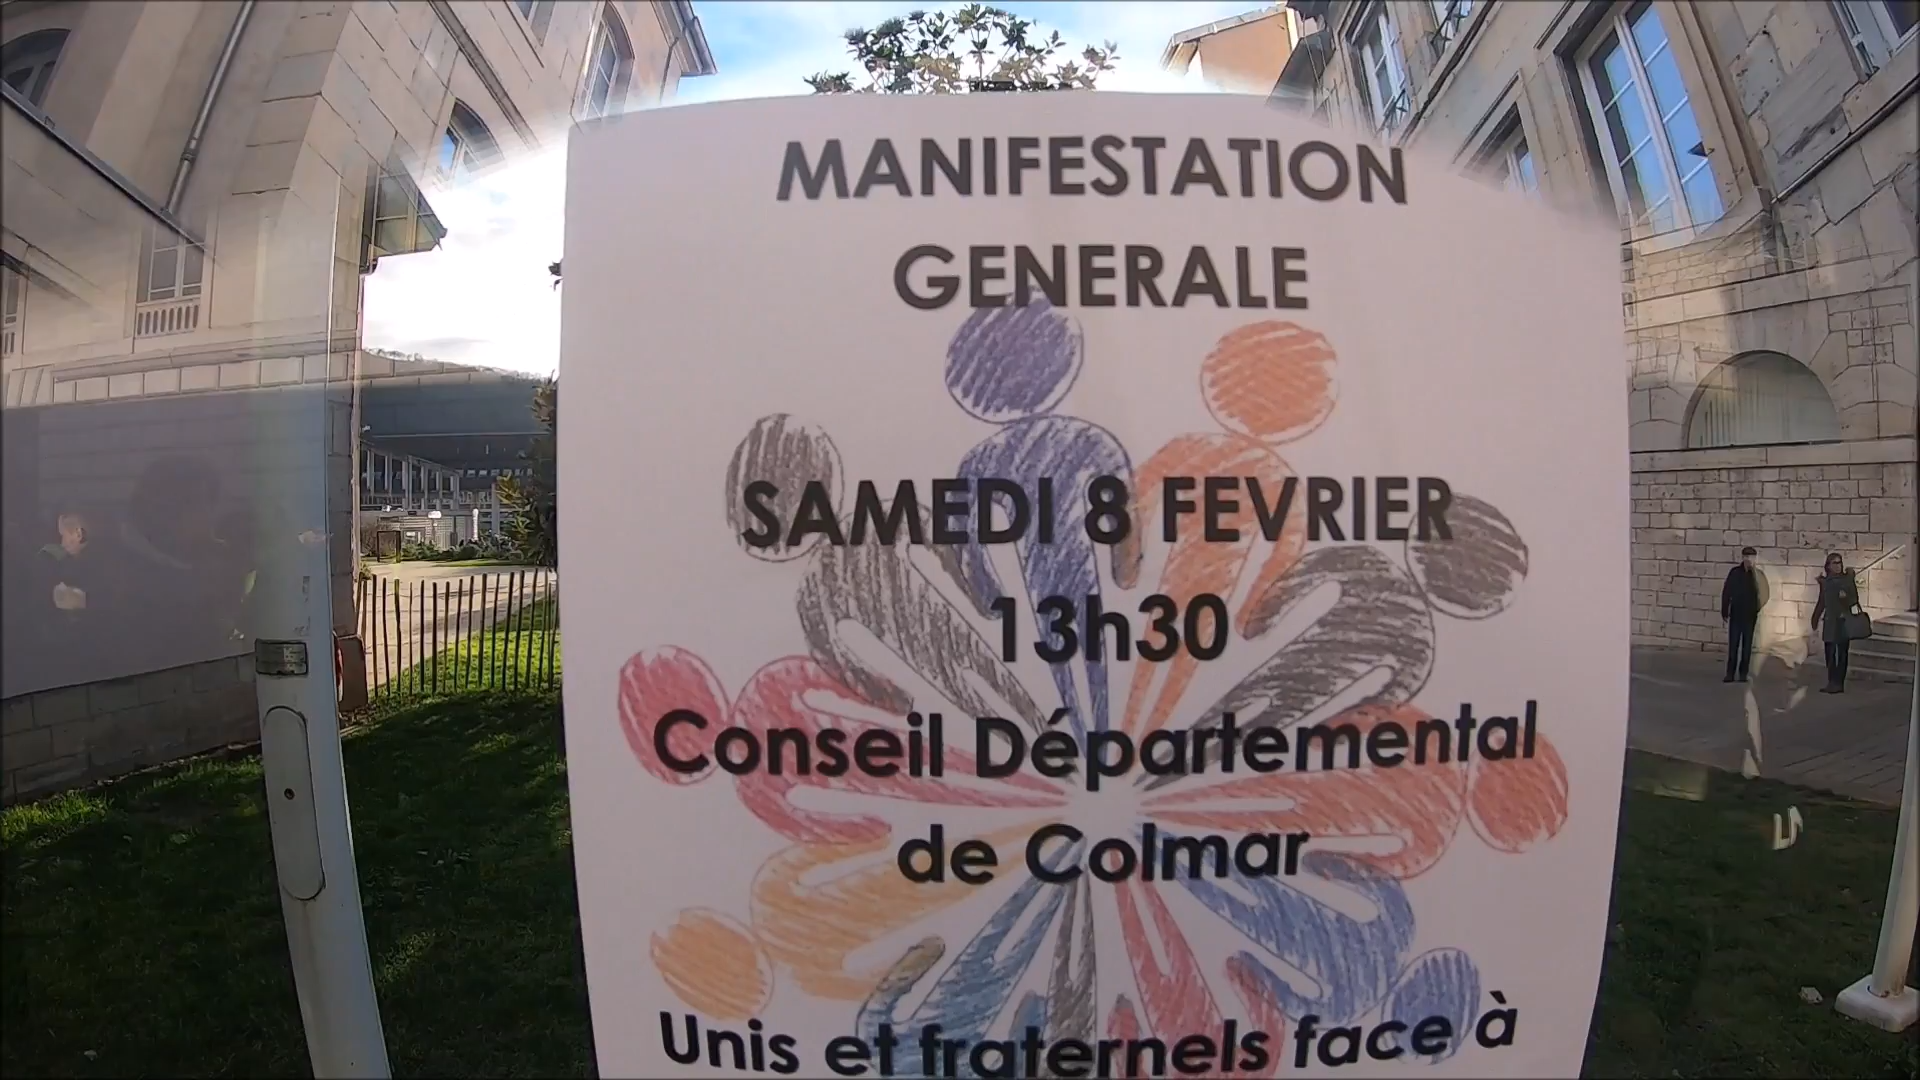 MANIFESTATION
GENERALE
SAMEDI 8 FEVRIER
13h30
Conseil Départemental
de Colmar
Unis et fraternels face à